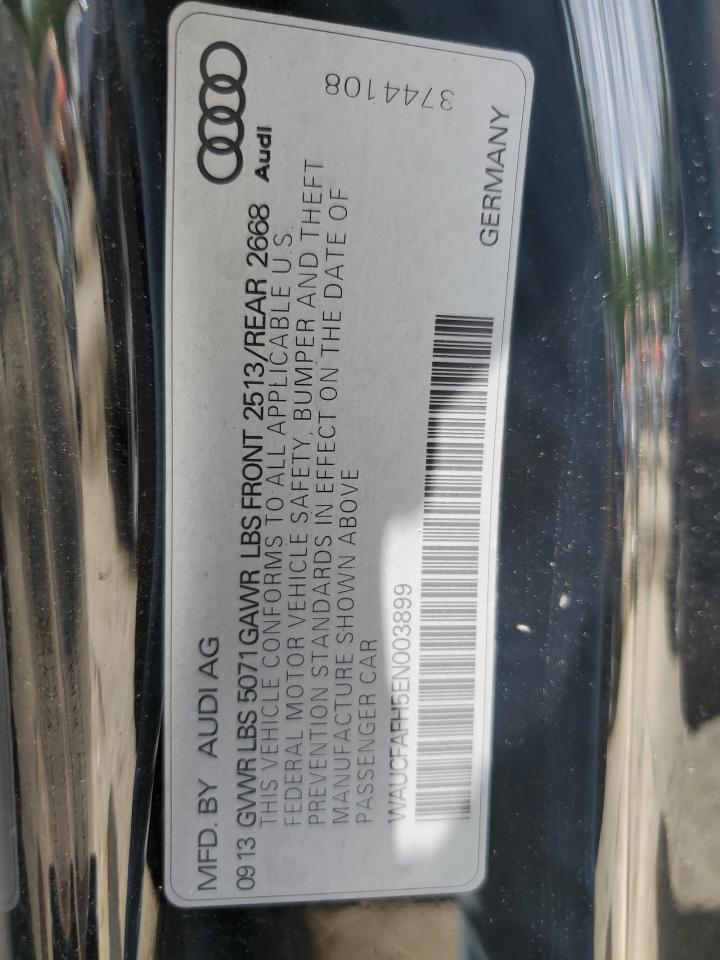 MFD. BY AUDI AG
0913 GVWR LBS 5071 GAWR LBS FRONT 2513/REAR 2668
THIS VEHICLE CONFORMS TO ALL APPLICABLE U.S.
FEDERAL MOTOR VEHICLE SAFETY, BUMPER AND THEFT
PREVENTION STANDARDS IN EFFECT ON THE DATE OF
MANUFACTURE SHOWN ABOVE
PASSENGER CAR
WAUCFAFH5EN003899
Audi
3744108
GERMANY